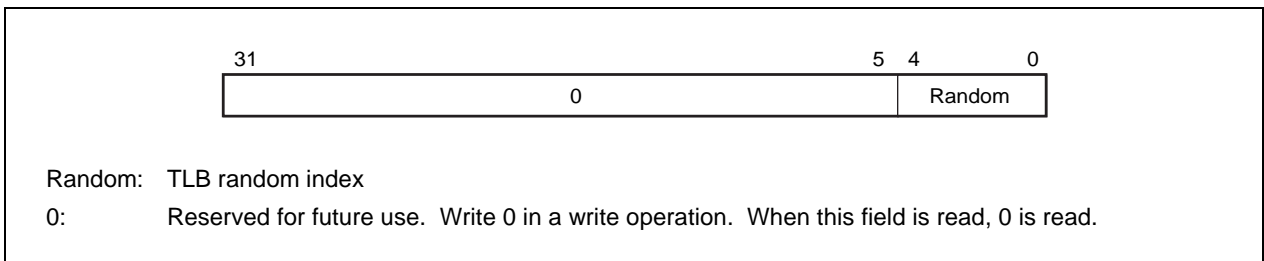 31 5 4 0
0 Random
Random: TLB random index
0: Reserved for future use. Write 0 in a write operation. When this field is read, 0 is read.